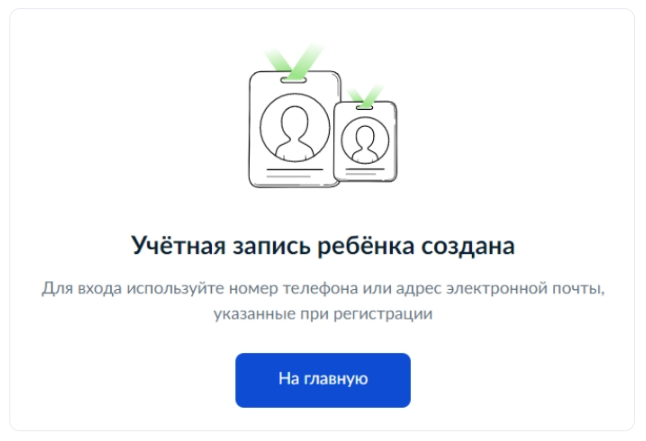 Учётная запись ребёнка создана
Для входа используйте номер телефона или адрес электронной почты,
указанные при регистрации
На главную